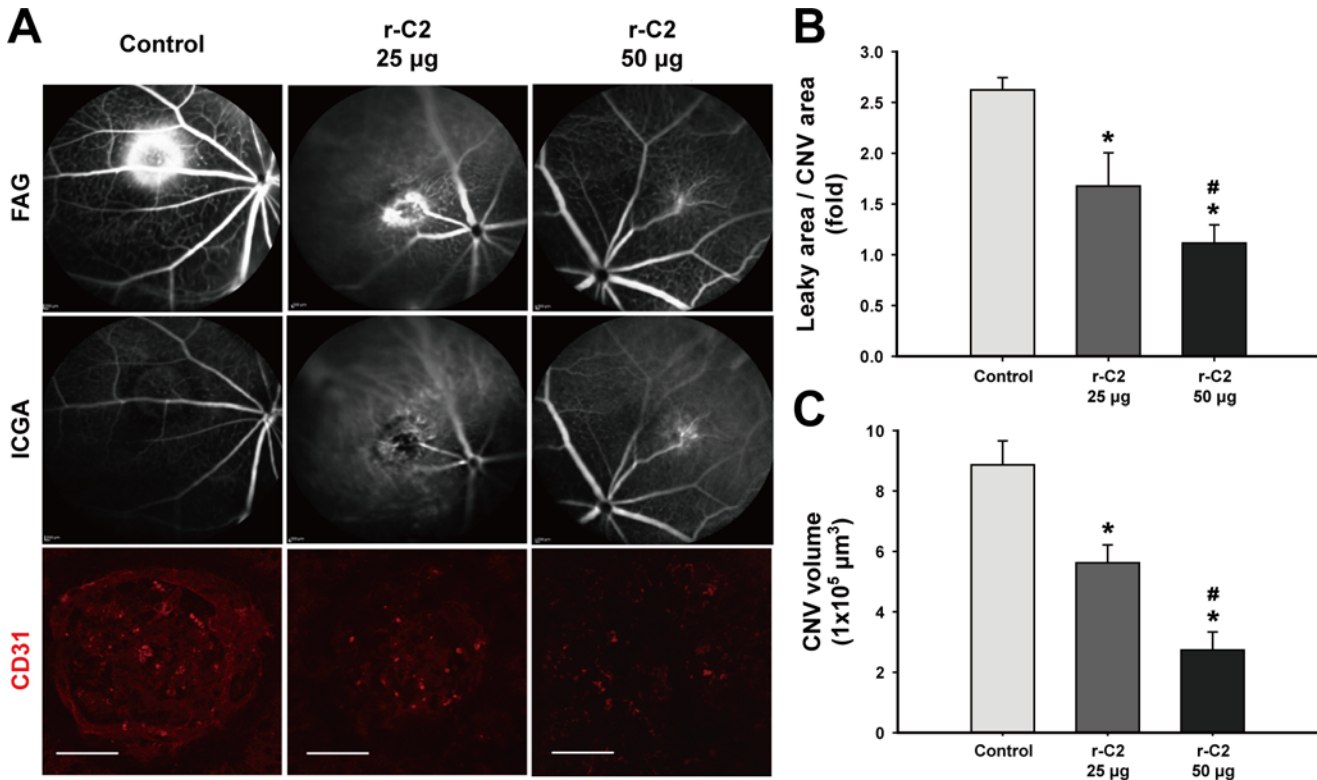 A
Control
r-C2
25 µg
r-C2
50 µg
FAG
ICGA
CD31
B
Leaky area / CNV area
(fold)
3.0
2.5
2.0
1.5
1.0
0.5
0.0
*
#
*
Control
r-C2
25 µg
r-C2
50 µg
C
CNV volume
(1x10⁵ µm³)
10
8
6
4
2
0
*
#
*
Control
r-C2
25 µg
r-C2
50 µg